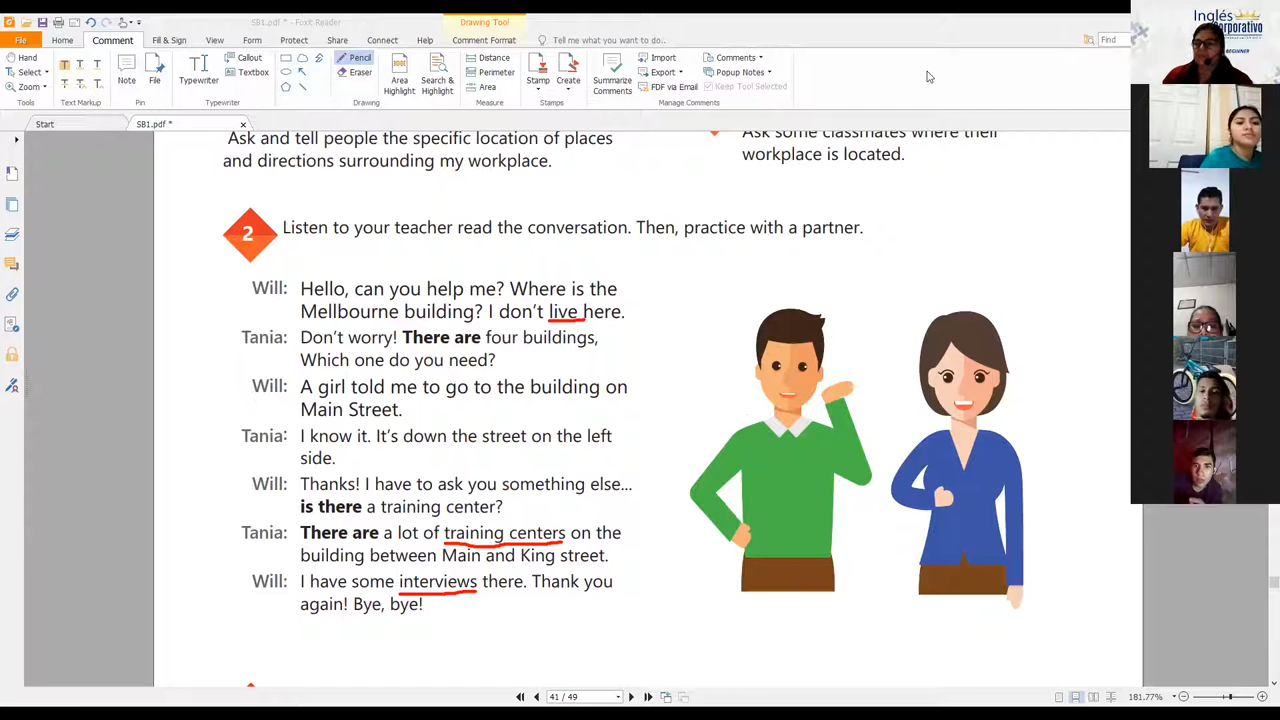 SB1.pdf * - Foxit Reader
Drawing Tool
File Home Comment Fill & Sign View Form Protect Share Connect Help Comment Format Tell me what you want to do... Find
Hand
Select
Zoom
Tools
Text Markup
Note
File
Pin
Typewriter
Callout
Textbox
Typewriter
Pencil
Eraser
Drawing
Area Highlight
Search & Highlight
Distance
Perimeter
Area
Measure
Stamp
Create
Stamps
Summarize Comments
Import
Export
FDF via Email
Comments
Popup Notes
Keep Tool Selected
Manage Comments
Start SB1.pdf *
Ask and tell people the specific location of places
and directions surrounding my workplace.
Ask some classmates where their
workplace is located.
2 Listen to your teacher read the conversation. Then, practice with a partner.
Will: Hello, can you help me? Where is the
Mellbourne building? I don't live here.
Tania: Don't worry! There are four buildings,
Which one do you need?
Will: A girl told me to go to the building on
Main Street.
Tania: I know it. It's down the street on the left
side.
Will: Thanks! I have to ask you something else...
is there a training center?
Tania: There are a lot of training centers on the
building between Main and King street.
Will: I have some interviews there. Thank you
again! Bye, bye!
41 / 49
181.77%
Inglés
Corporativo
BEGINNER